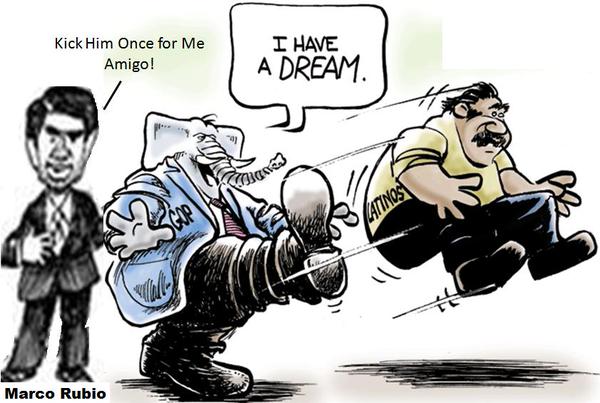 Kick Him Once for Me
Amigo!
I HAVE
A DREAM.
GOP
LATINOS
Marco Rubio